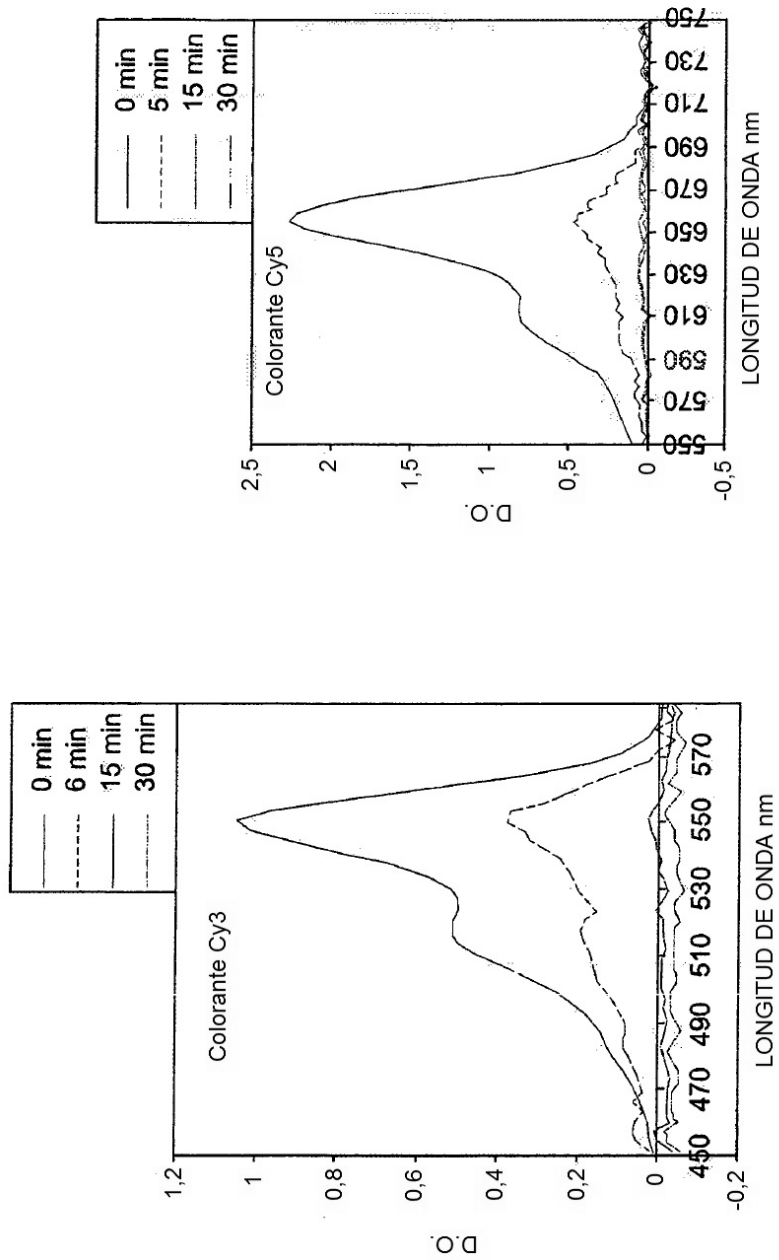 Colorante Cy3
0 min
6 min
15 min
30 min
1,2
1
0,8
0,6
0,4
0,2
0
-0,2
D.O.
450
470
490
510
530
550
570
LONGITUD DE ONDA nm
Colorante Cy5
0 min
5 min
15 min
30 min
2,5
2
1,5
1
0,5
0
-0,5
D.O.
550
570
590
610
630
650
670
690
710
730
750
LONGITUD DE ONDA nm